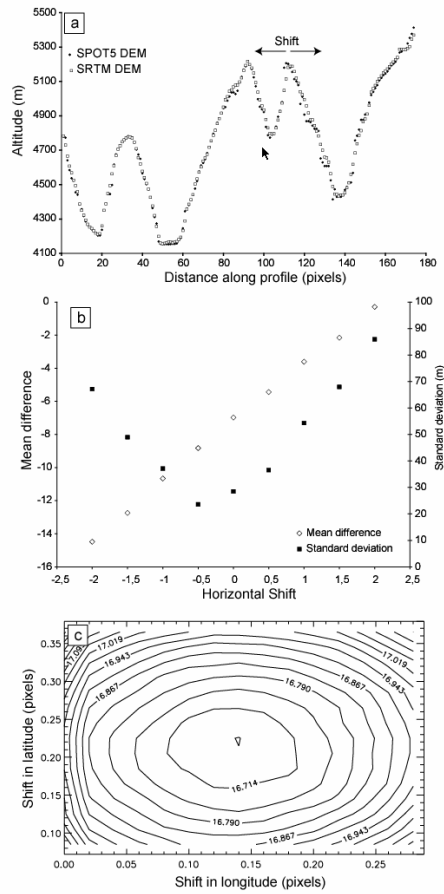 a
Shift
SPOT5 DEM
SRTM DEM
Altitude (m)
5500
5200
4900
4700
4400
4100
0 20 40 60 80 100 120 140 160 180
Distance along profile (pixels)
b
Mean difference
0
-2
-4
-6
-8
-10
-12
-14
-16
Standard deviation (m)
100
90
80
70
60
50
40
30
20
10
0
Mean difference
Standard deviation
-2,5 -2 -1,5 -1 -0,5 0 0,5 1 1,5 2 2,5
Horizontal Shift
c
Shift in latitude (pixels)
0.35
0.30
0.25
0.20
0.15
0.10
17.019
17.019
16.943
16.943
16.867
16.867
16.790
16.714
16.790
16.867
16.867
16.943
0.00 0.05 0.10 0.15 0.20 0.25
Shift in longitude (pixels)